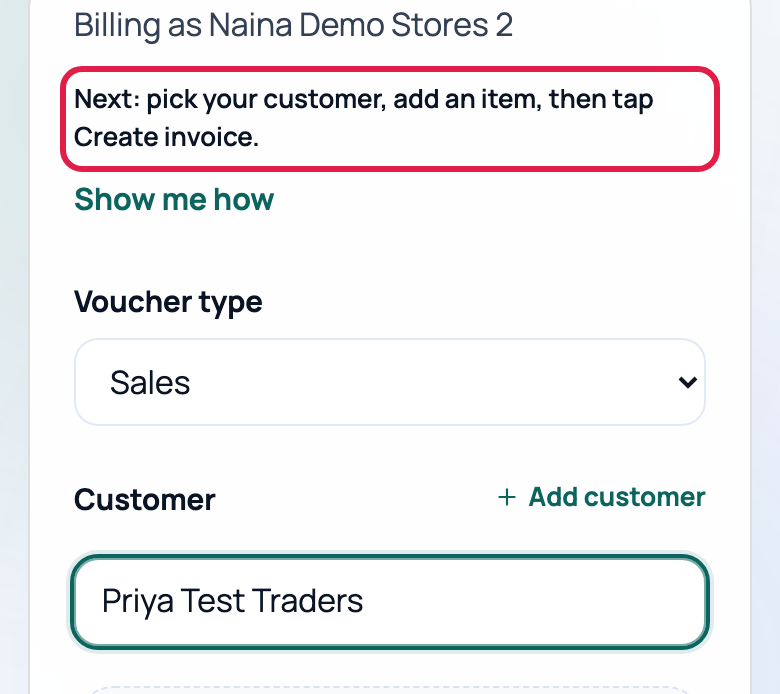 Billing as Naina Demo Stores 2
Next: pick your customer, add an item, then tap
Create invoice.
Show me how
Voucher type
Sales
Customer
+ Add customer
Priya Test Traders